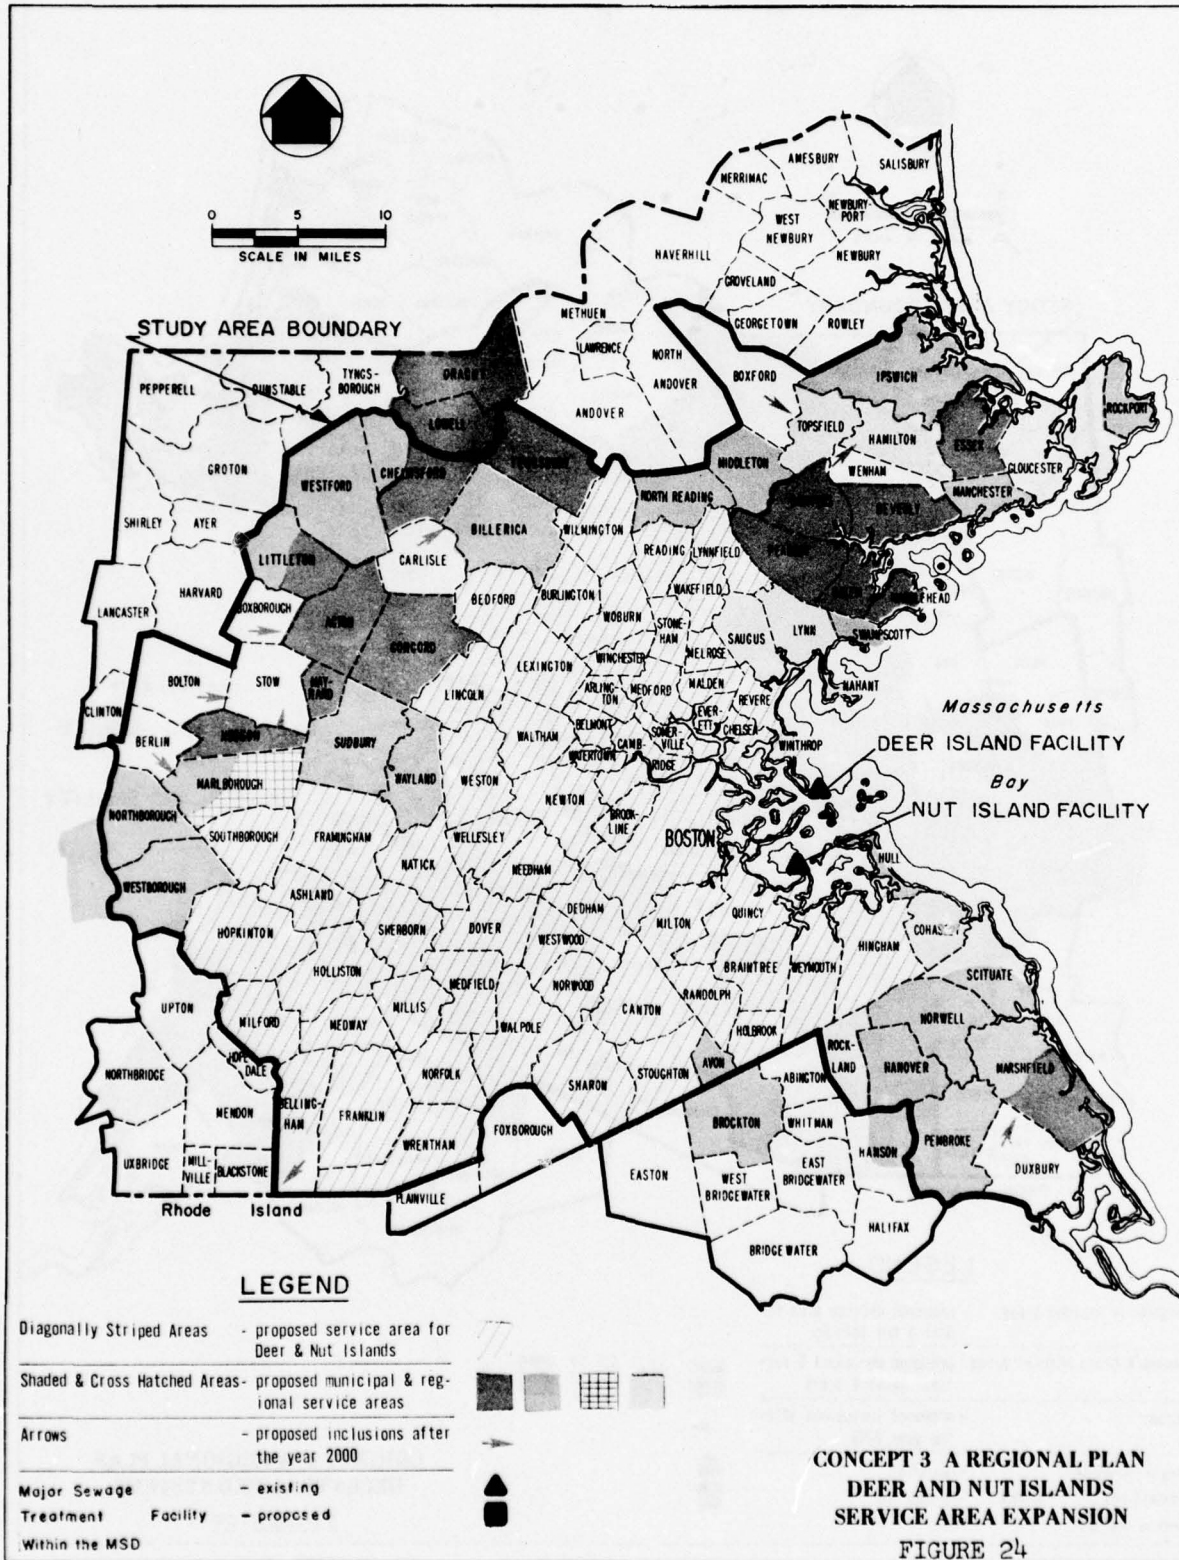 0 5 10
SCALE IN MILES
STUDY AREA BOUNDARY
AMESBURY
SALISBURY
MERRIMAC
NEWBURY-
PORT
WEST
NEWBURY
NEWBURY
HAVERHILL
GROVELAND
GEORGETOWN
ROWLEY
METHUEN
LAWRENCE
NORTH
ANDOVER
ANDOVER
BOXFORD
IPSWICH
TOPSFIELD
HAMILTON
WENHAM
ESSEX
ROCKPORT
GLOUCESTER
MANCHESTER
MIDDLETON
BEVERLY
PEABODY
SWAMPSCOTT
LYNN
NAHANT
PEPPERELL
DUNSTABLE
TYNGS-
BOROUGH
DRACUT
LOWELL
CHELMSFORD
GROTON
WESTFORD
SHIRLEY
AYER
LITTLETON
CARLISLE
BILLERICA
WILMINGTON
NORTH READING
READING
LYNNFIELD
WAKEFIELD
SAUGUS
HARVARD
LANCASTER
BOXBOROUGH
ACTON
CONCORD
BEDFORD
BURLINGTON
WOBURN
STONE-
HAM
MELROSE
WINCHESTER
LEXINGTON
LINCOLN
BOLTON
STOW
MAY-
NARD
CLINTON
BERLIN
HUDSON
SUDBURY
WAYLAND
WESTON
WALTHAM
ARLING-
TON
MEDFORD
MALDEN
REVERE
EVER-
ETT
CHELSEA
BELMONT
SOMER-
VILLE
CAMB-
RIDGE
WATERTOWN
WINTHROP
Massachusetts
DEER ISLAND FACILITY
Bay
NUT ISLAND FACILITY
MARLBOROUGH
NORTHBOROUGH
SOUTHBOROUGH
FRAMINGHAM
NATICK
WELLESLEY
NEWTON
BROOK-
LINE
BOSTON
HULL
WESTBOROUGH
ASHLAND
NEEDHAM
DEDHAM
HOPKINTON
SHERBORN
DOVER
WESTWOOD
MILTON
QUINCY
HINGHAM
SCITUATE
HOLLISTON
MEDFIELD
NORWOOD
CANTON
RANDOLPH
BRAINTREE
WEYMOUTH
UPTON
MILFORD
MEDWAY
MILLIS
WALPOLE
HOLBROOK
NORWELL
ROCK-
LAND
HANOVER
MARSHFIELD
HOPE
DALE
NORTHBRIDGE
MENDON
BELLING-
HAM
FRANKLIN
NORFOLK
WRENTHAM
SHARON
STOUGHTON
AVON
ABINGTON
FOXBOROUGH
BROCKTON
WHITMAN
HANSON
PEMBROKE
DUXBURY
UXBRIDGE
MILL-
VILLE
BLACKSTONE
PLAINVILLE
EASTON
WEST
BRIDGEWATER
EAST
BRIDGEWATER
HALIFAX
BRIDGEWATER
Rhode Island
LEGEND
Diagonally Striped Areas - proposed service area for
Deer & Nut Islands
Shaded & Cross Hatched Areas- proposed municipal & reg-
ional service areas
Arrows - proposed inclusions after
the year 2000
Major Sewage - existing
Treatment Facility - proposed
Within the MSD
CONCEPT 3 A REGIONAL PLAN
DEER AND NUT ISLANDS
SERVICE AREA EXPANSION
FIGURE 24